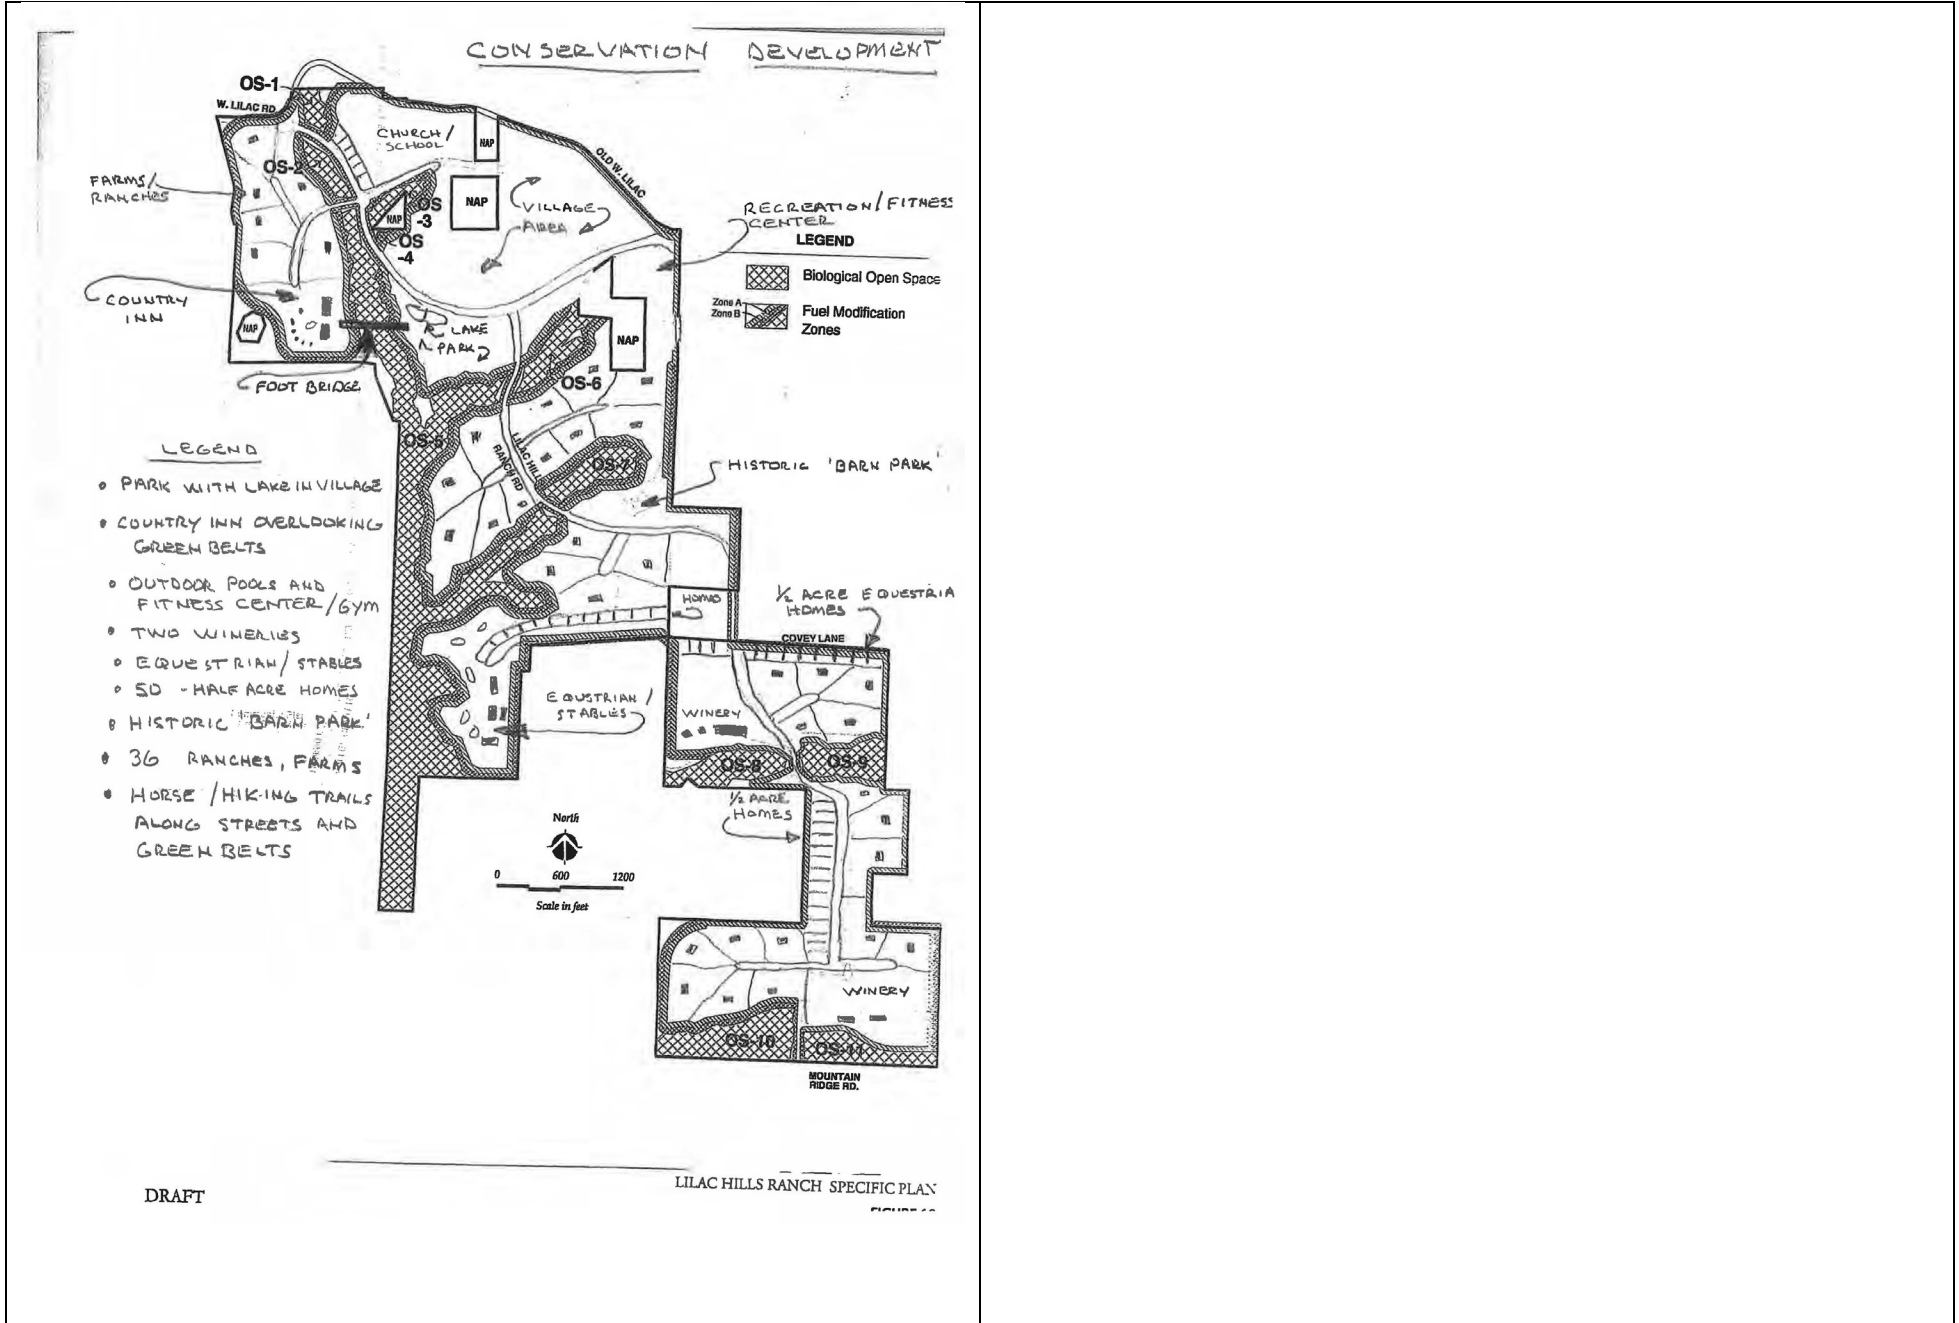 CONSERVATION DEVELOPMENT
OS-1
W. LILAC RD.
CHURCH/
SCHOOL
NAP
OLD W. LILAC
OS-2
FARMS/
RANCHES
NAP
OS
-3
NAP
VILLAGE
AREA
RECREATION/FITNESS
CENTER
OS
-4
LEGEND
Biological Open Space
Zone A
Zone B
Fuel Modification
Zones
COUNTRY
INN
NAP
LAKE
PARK
NAP
FOOT BRIDGE
OS-6
OS-5
LILAC HILL
RANCH RD
OS-7
HISTORIC 'BARN PARK'
LEGEND
• PARK WITH LAKE IN VILLAGE
• COUNTRY INN OVERLOOKING
GREEN BELTS
• OUTDOOR POOLS AND
FITNESS CENTER/GYM
• TWO WINERIES
• EQUESTRIAN/STABLES
• 50 - HALF ACRE HOMES
• HISTORIC 'BARN PARK'
• 36 RANCHES, FARMS
• HORSE/HIKING TRAILS
ALONG STREETS AND
GREEN BELTS
HOMES
1/2 ACRE EQUESTRIA
HOMES
COVEY LANE
EQUSTRIAN/
STABLES
WINERY
OS-8
OS-9
1/2 ACRE
HOMES
North
0 600 1200
Scale in feet
WINERY
OS-10
OS-11
MOUNTAIN
RIDGE RD.
DRAFT
LILAC HILLS RANCH SPECIFIC PLAN